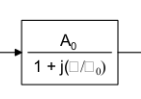 A₀
1 + j(□/□₀)